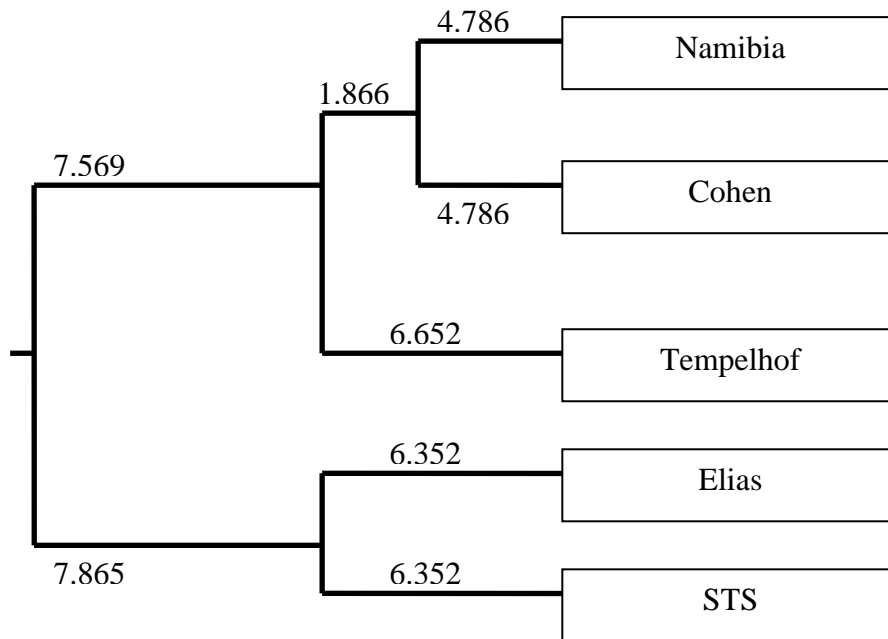 4.786
Namibia
1.866
7.569
Cohen
4.786
6.652
Tempelhof
6.352
Elias
7.865
6.352
STS